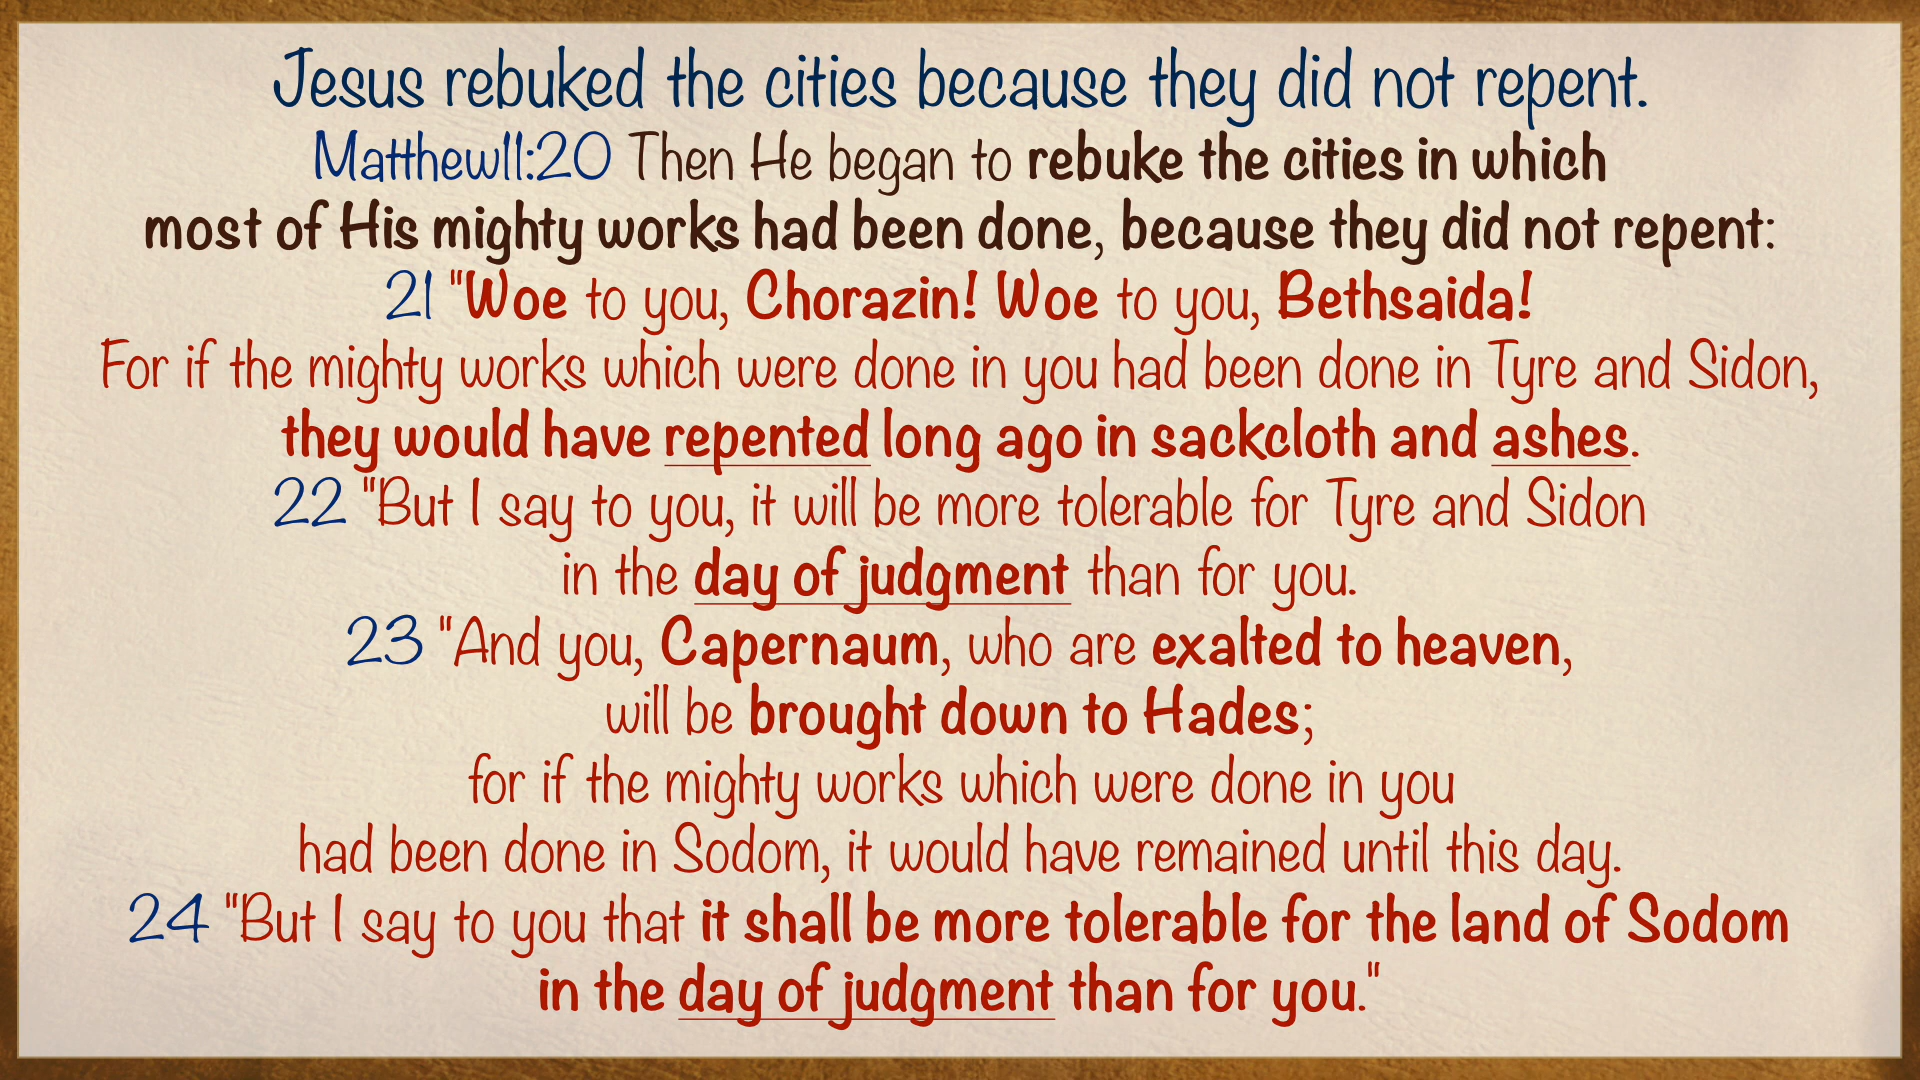 Jesus rebuked the cities because they did not repent.
Matthew11:20 Then He began to rebuke the cities in which
most of His mighty works had been done, because they did not repent:
21 "Woe to you, Chorazin! Woe to you, Bethsaida!
For if the mighty works which were done in you had been done in Tyre and Sidon,
they would have repented long ago in sackcloth and ashes.
22 "But I say to you, it will be more tolerable for Tyre and Sidon
in the day of judgment than for you.
23 "And you, Capernaum, who are exalted to heaven,
will be brought down to Hades;
for if the mighty works which were done in you
had been done in Sodom, it would have remained until this day.
24 "But I say to you that it shall be more tolerable for the land of Sodom
in the day of judgment than for you."